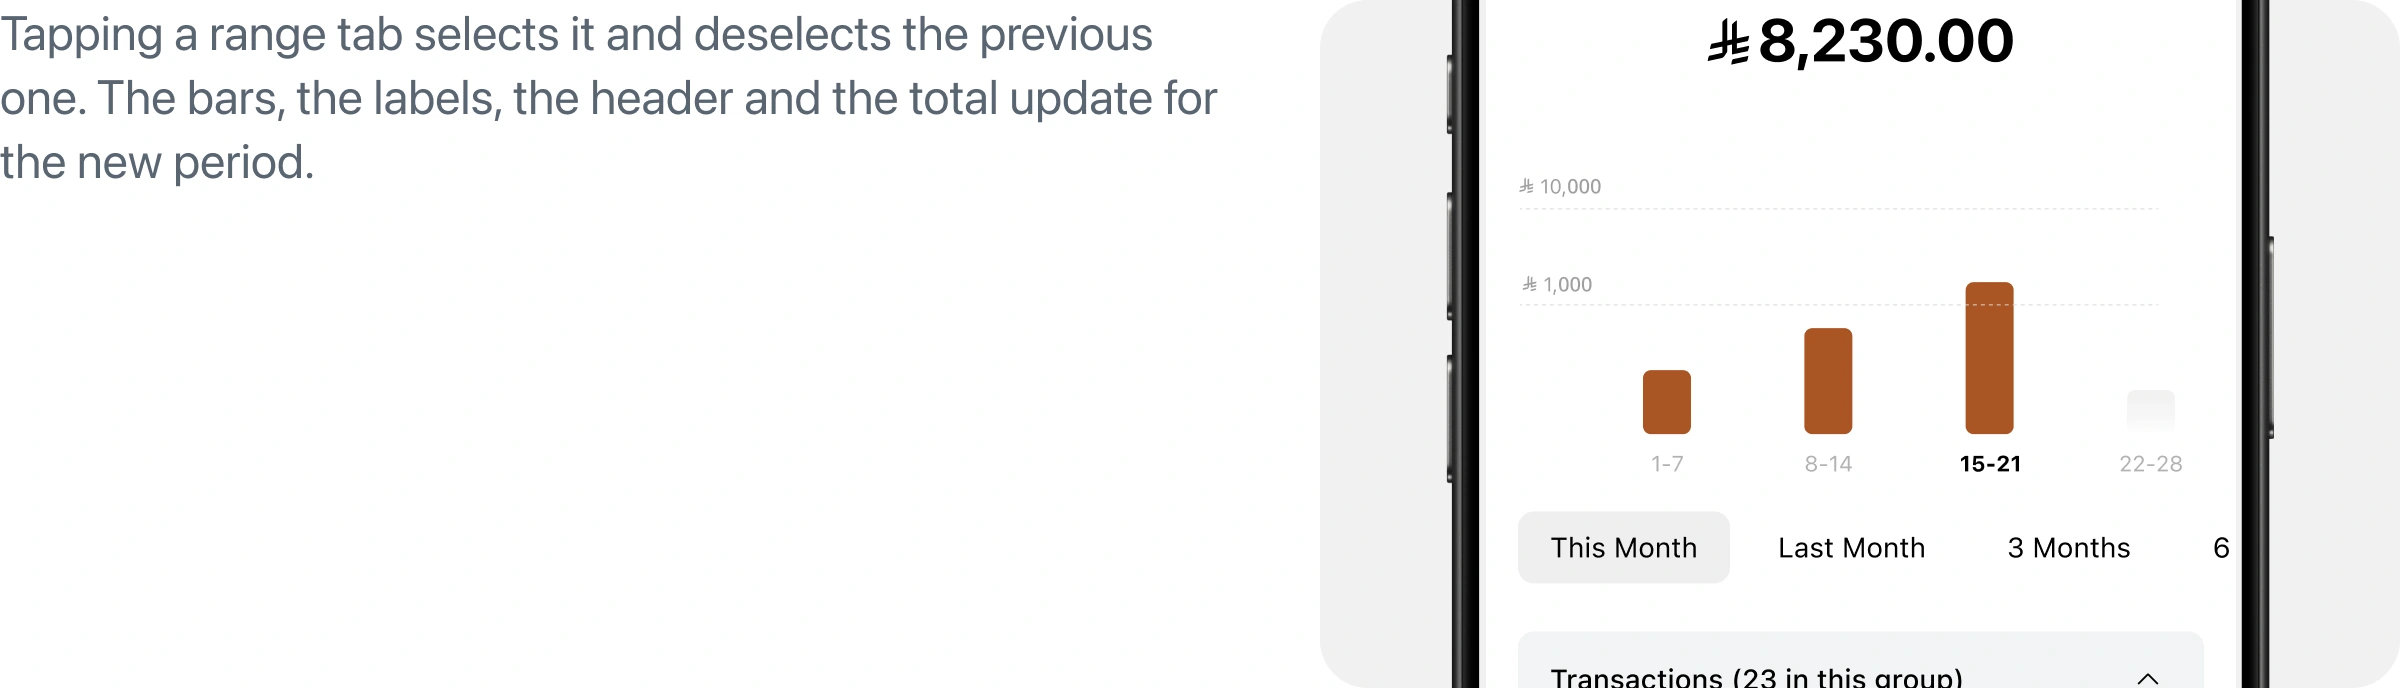 Tapping a range tab selects it and deselects the previous
one. The bars, the labels, the header and the total update for
the new period.
⃁8,230.00
⃁ 10,000
⃁ 1,000
1-7 8-14 15-21 22-28
This Month Last Month 3 Months 6
Transactions (23 in this group)